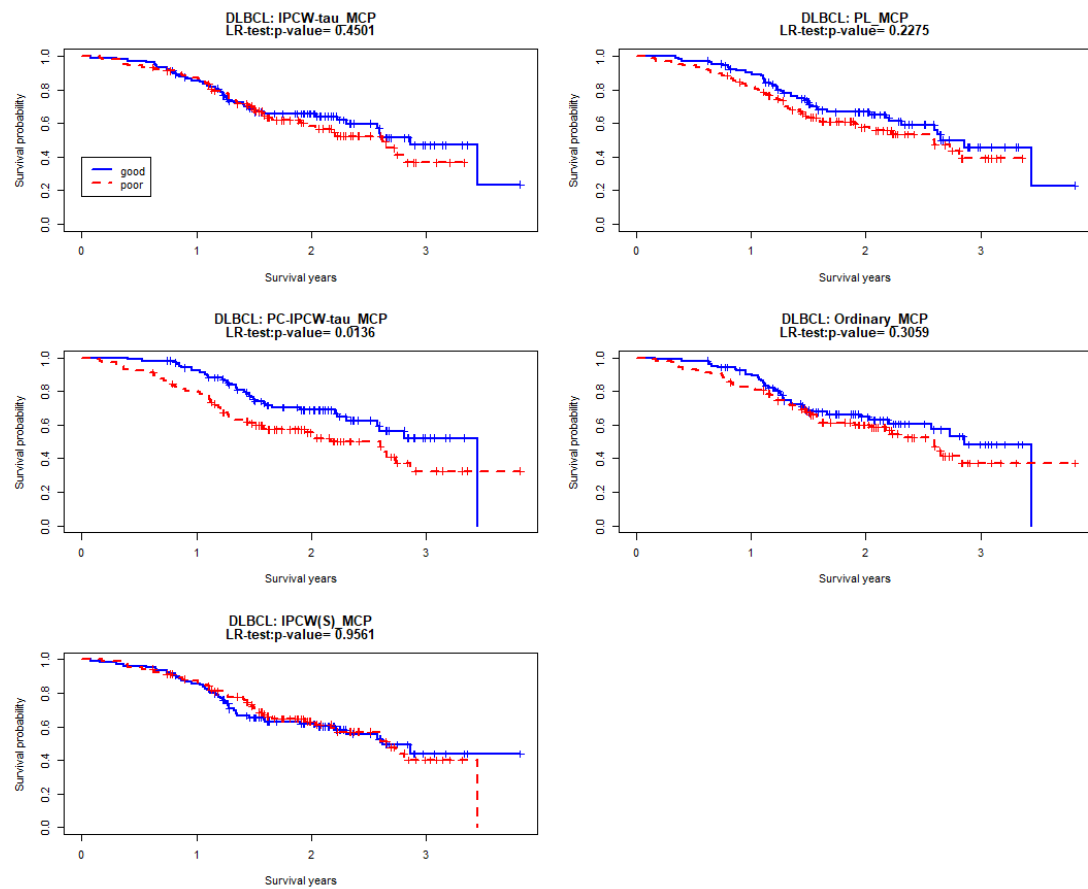 DLBCL: IPCW-tau_MCP
LR-test:p-value= 0.4501
Survival probability
0.0 0.2 0.4 0.6 0.8 1.0
good
poor
0 1 2 3
Survival years
DLBCL: PL_MCP
LR-test:p-value= 0.2275
Survival probability
0.0 0.2 0.4 0.6 0.8 1.0
0 1 2 3
Survival years
DLBCL: PC-IPCW-tau_MCP
LR-test:p-value= 0.0136
Survival probability
0.0 0.2 0.4 0.6 0.8 1.0
0 1 2 3
Survival years
DLBCL: Ordinary_MCP
LR-test:p-value= 0.3059
Survival probability
0.0 0.2 0.4 0.6 0.8 1.0
0 1 2 3
Survival years
DLBCL: IPCW(S)_MCP
LR-test:p-value= 0.9561
Survival probability
0.0 0.2 0.4 0.6 0.8 1.0
0 1 2 3
Survival years